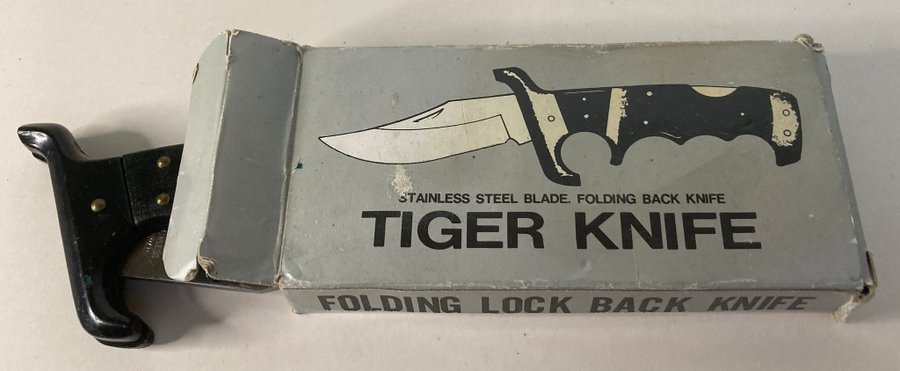 STAINLESS STEEL BLADE. FOLDING BACK KNIFE
TIGER KNIFE
FOLDING LOCK BACK KNIFE